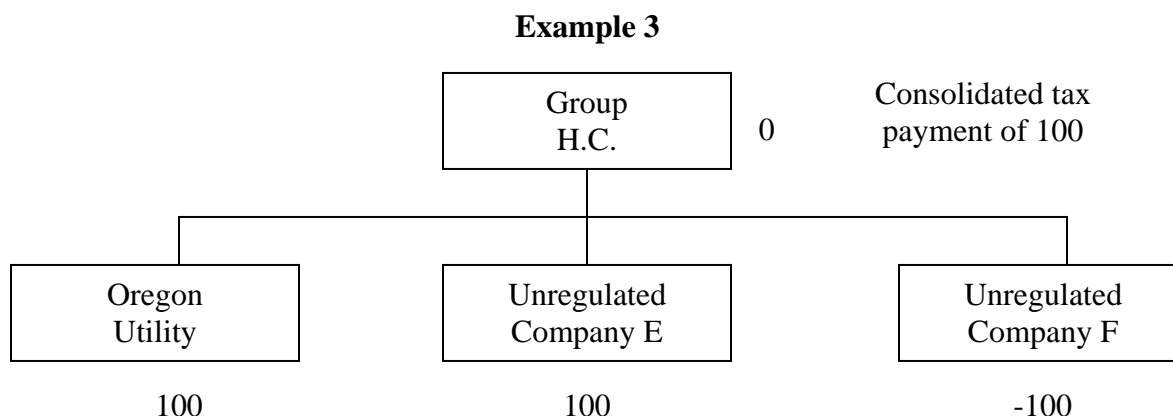 Example 3
Group
H.C.
0
Consolidated tax
payment of 100
Oregon
Utility
Unregulated
Company E
Unregulated
Company F
100
100
-100